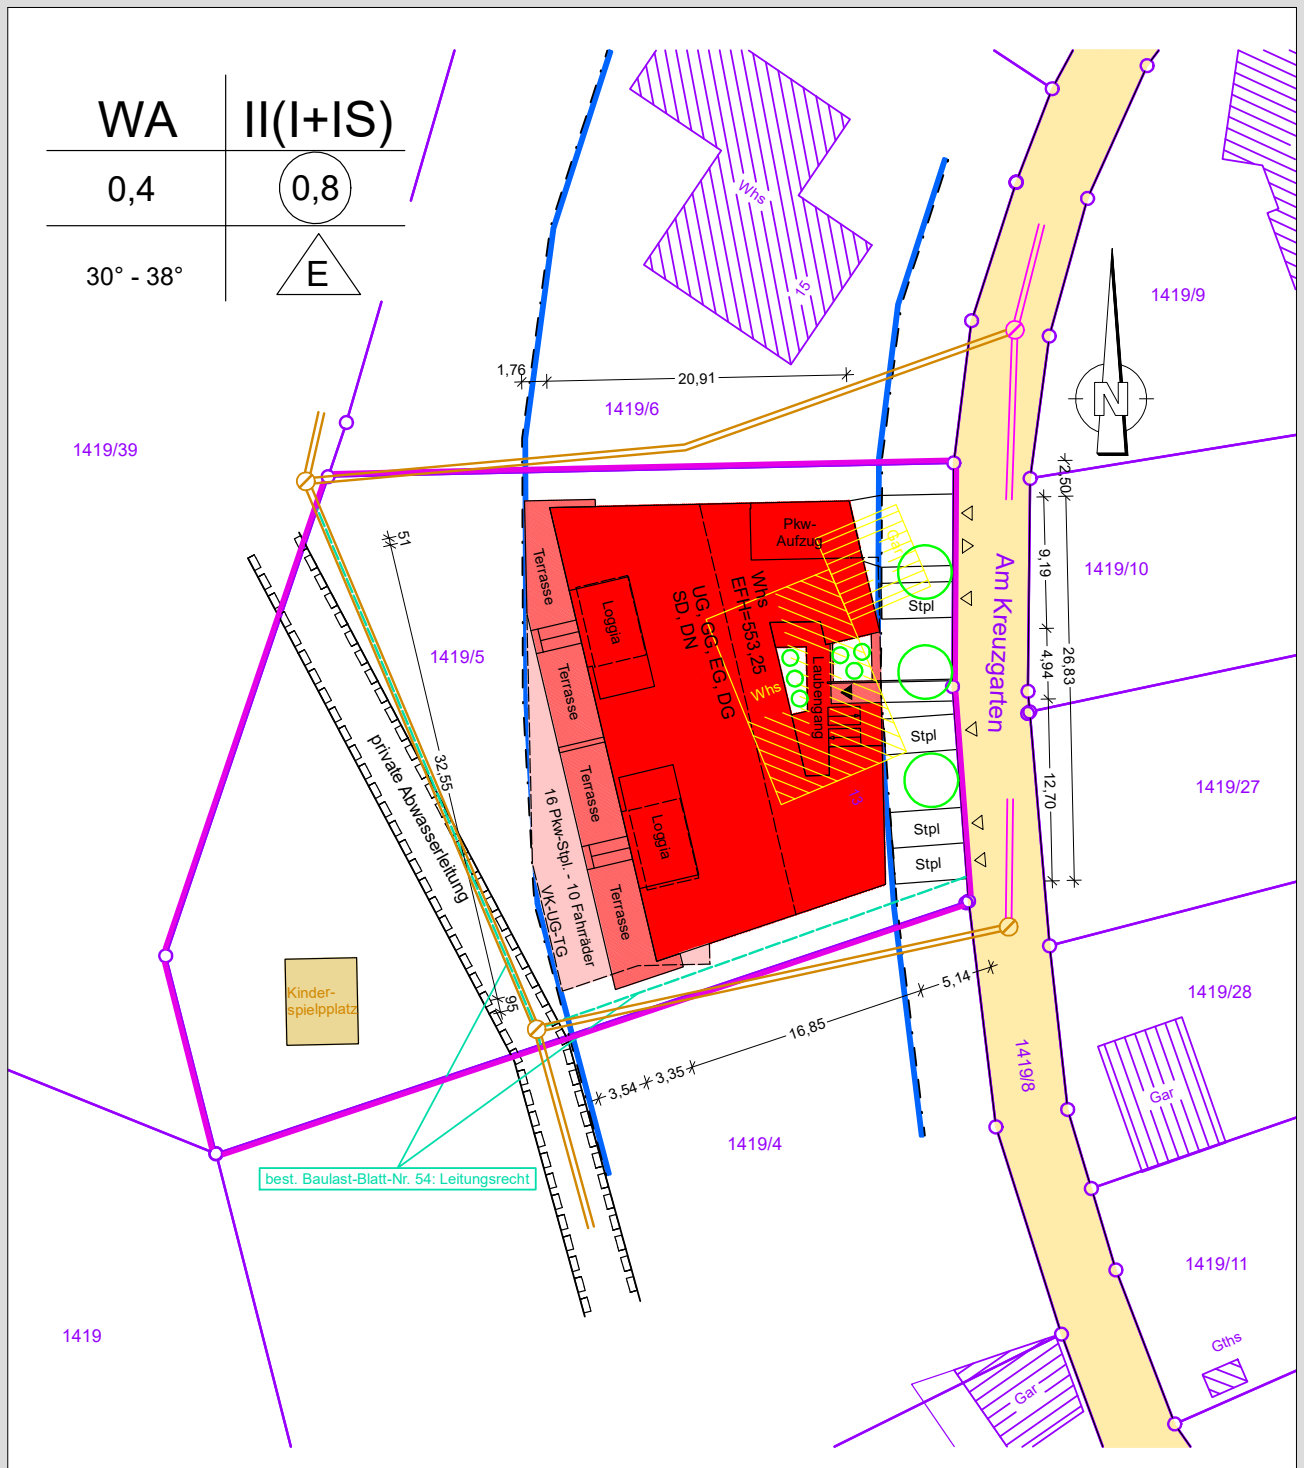 WA
II(I+IS)
0,4
0,8
30° - 38°
E
Whs
15
1419/9
N
1,76
20,91
1419/6
1419/39
2,50
51
Pkw-
Aufzug
Terrasse
Loggia
Whs
EFH=553,25
UG, GG, EG, DG
SD, DN
Stpl
Am Kreuzgarten
9,19
1419/10
1419/5
4,94
26,83
Terrasse
Whs
Laubengang
Stpl
private Abwasserleitung
32,55
Terrasse
Loggia
13
12,70
1419/27
16 Pkw-Stpl. - 10 Fahrräder
VK-UG-TG
Stpl
Stpl
Terrasse
Kinder-
spielpplatz
95
5,14
16,85
3,35
3,54
1419/28
1419/8
Gar
1419/4
best. Baulast-Blatt-Nr. 54: Leitungsrecht
1419/11
1419
Gths
Gar